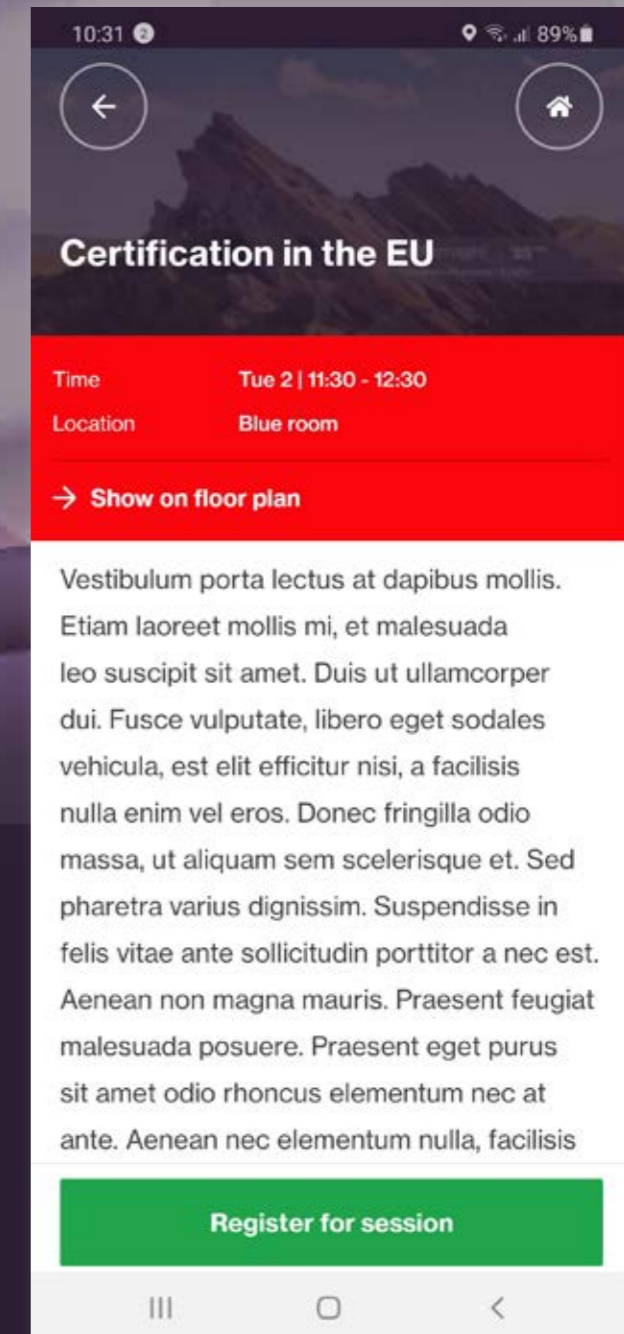 10:31 2
89%
Certification in the EU
Time Tue 2 | 11:30 - 12:30
Location Blue room
→ Show on floor plan
Vestibulum porta lectus at dapibus mollis.
Etiam laoreet mollis mi, et malesuada
leo suscipit sit amet. Duis ut ullamcorper
dui. Fusce vulputate, libero eget sodales
vehicula, est elit efficitur nisi, a facilisis
nulla enim vel eros. Donec fringilla odio
massa, ut aliquam sem scelerisque et. Sed
pharetra varius dignissim. Suspendisse in
felis vitae ante sollicitudin porttitor a nec est.
Aenean non magna mauris. Praesent feugiat
malesuada posuere. Praesent eget purus
sit amet odio rhoncus elementum nec at
ante. Aenean nec elementum nulla, facilisis
Register for session